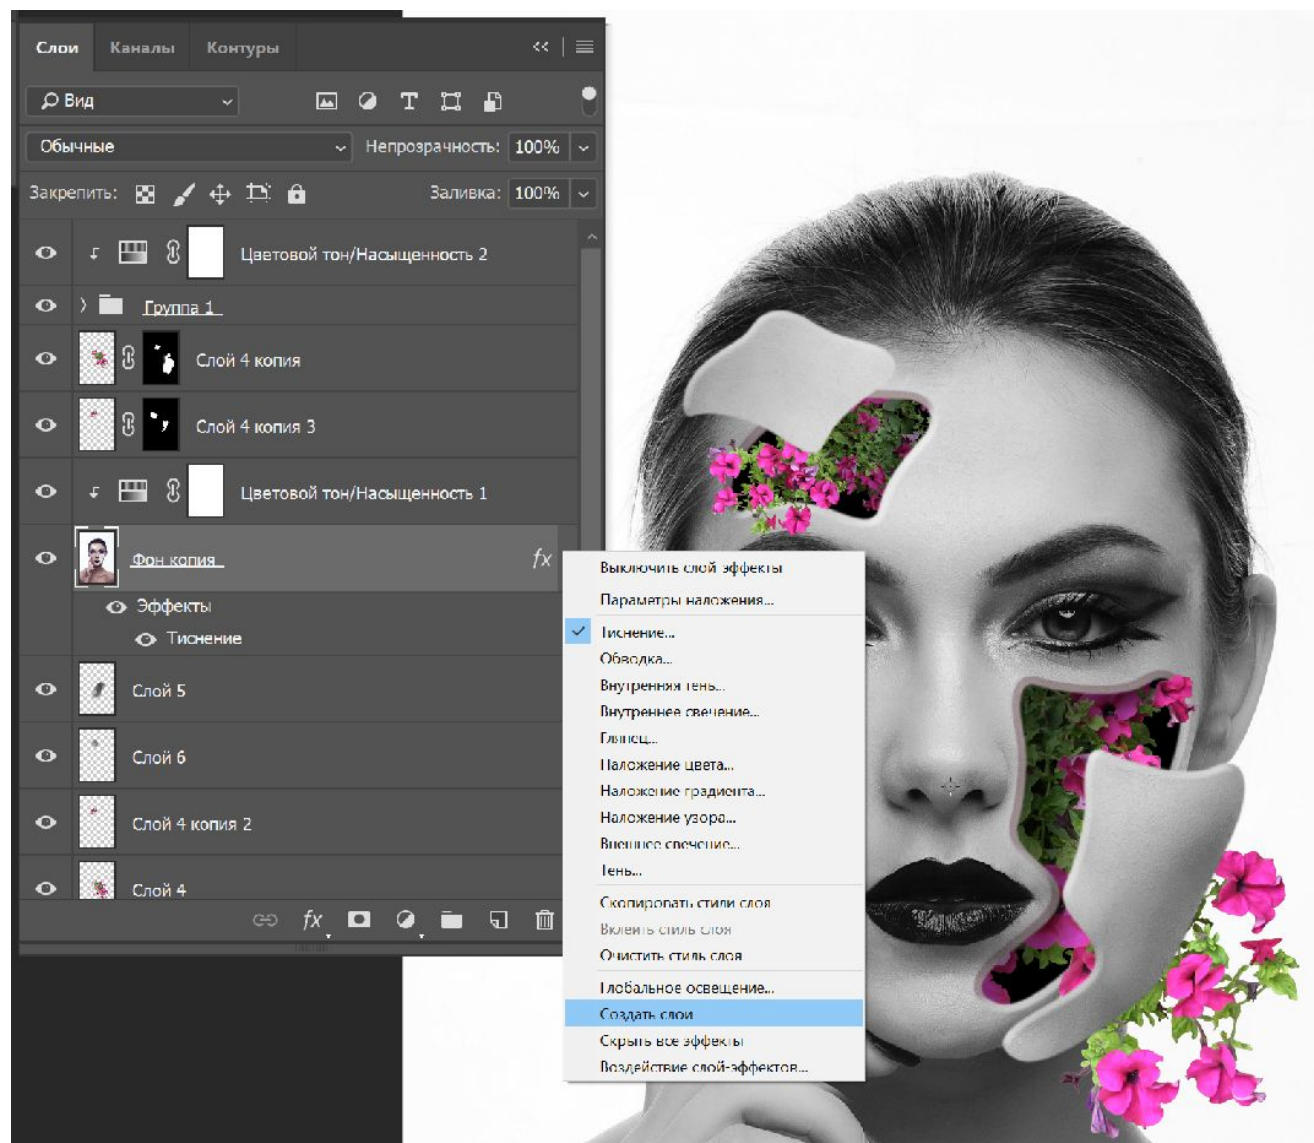 Слои Каналы Контуры
Вид
Обычные Непрозрачность: 100%
Закрепить: Заливка: 100%
Цветовой тон/Насыщенность 2
Группа 1
Слой 4 копия
Слой 4 копия 3
Цветовой тон/Насыщенность 1
Фон копия fx
Эффекты
Тиснение
Слой 5
Слой 6
Слой 4 копия 2
Слой 4
fx
Выключить слой-эффекты
Параметры наложения...
Тиснение...
Обводка...
Внутренняя тень...
Внутреннее свечение...
Глянец...
Наложение цвета...
Наложение градиента...
Наложение узора...
Внешнее свечение...
Тень...
Скопировать стили слоя
Вклеить стиль слоя
Очистить стиль слоя
Глобальное освещение...
Создать слои
Скрыть все эффекты
Воздействие слой-эффектов...